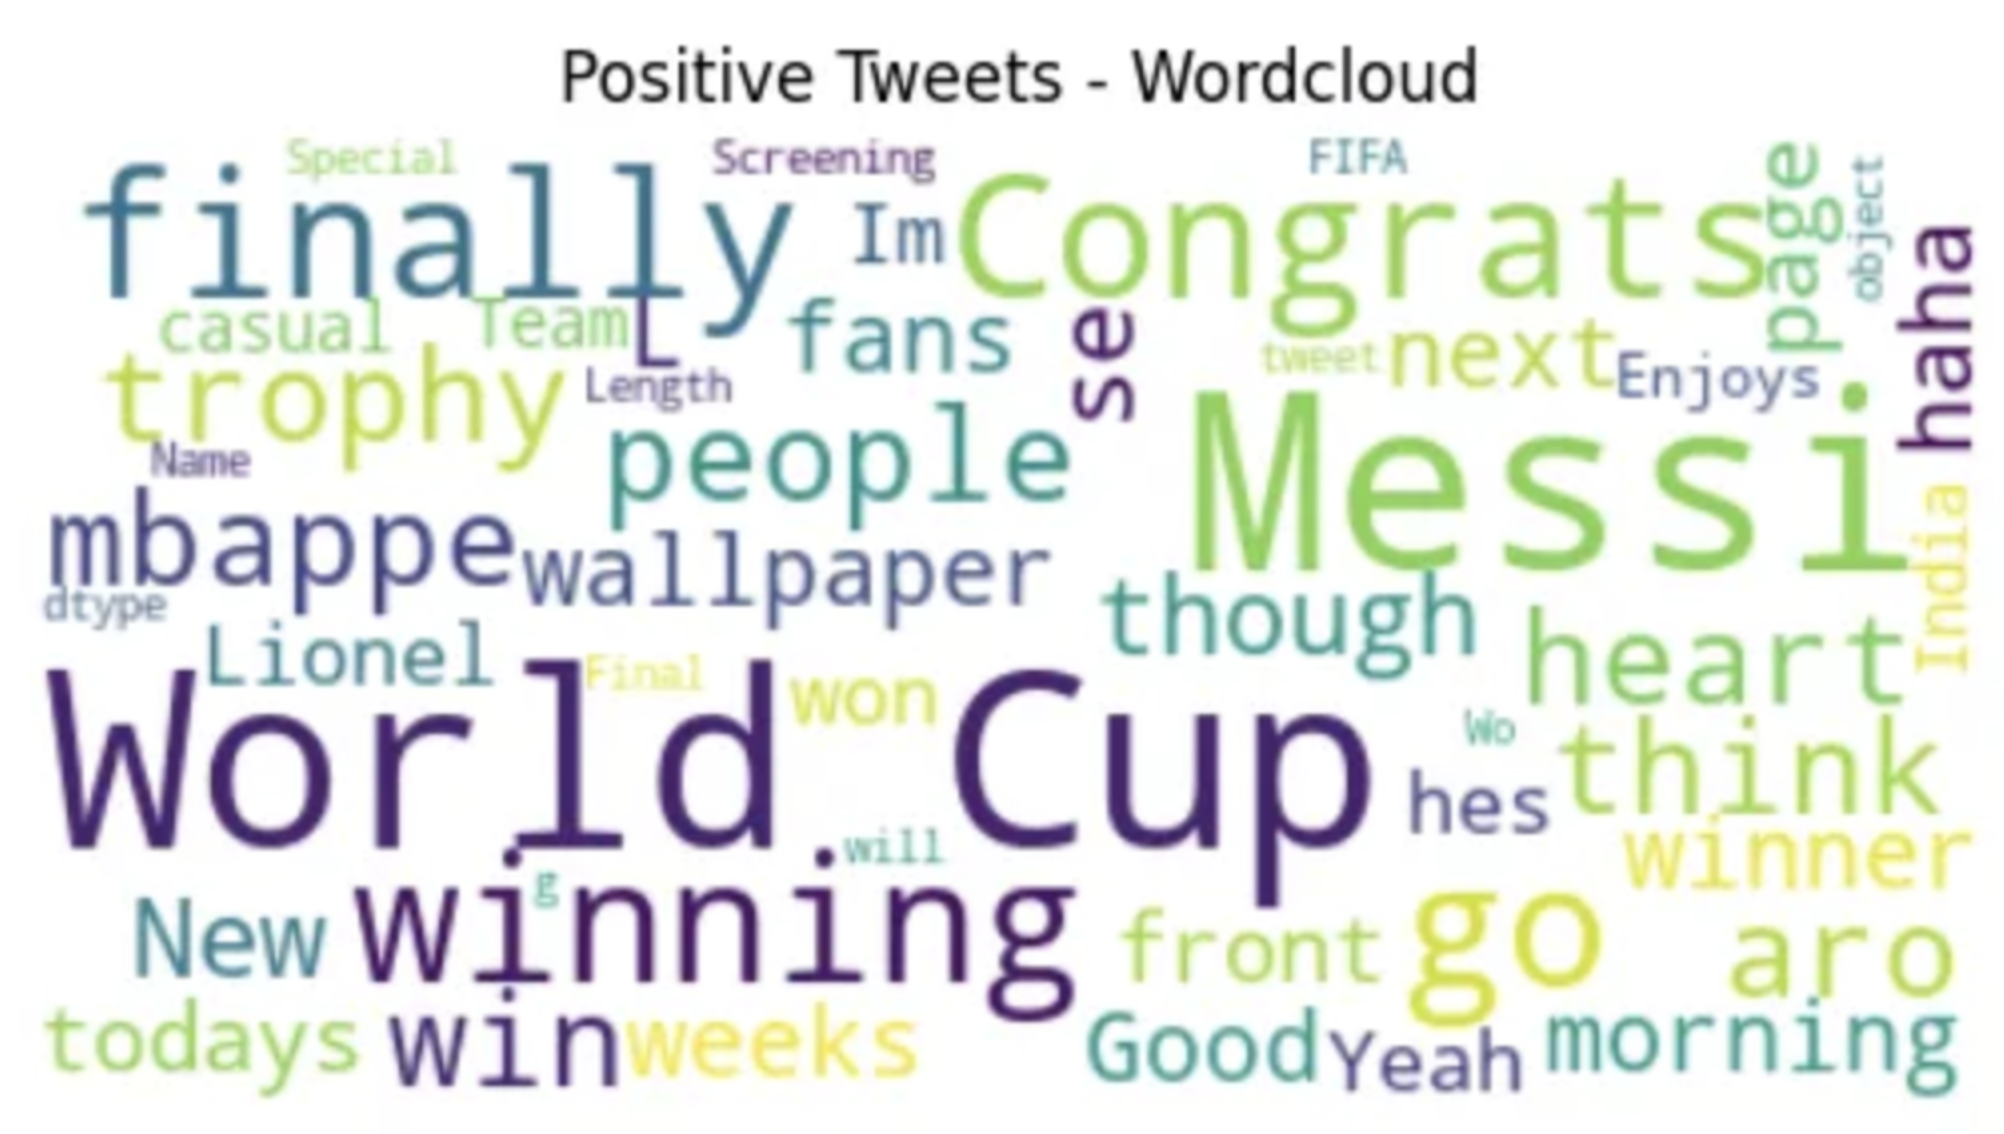 Positive Tweets - Wordcloud
Special
Screening
FIFA
finally
Im
Congrats
page
object
haha
casual
Team
L
fans
se
tweet
next
Enjoys
trophy
Length
people
Messi
Name
mbappe
wallpaper
India
dtype
Lionel
though
heart
World Cup
Final
won
Wo
think
hes
will
winner
New
winning
g
front
go
aro
todays
win
weeks
Good
Yeah
morning